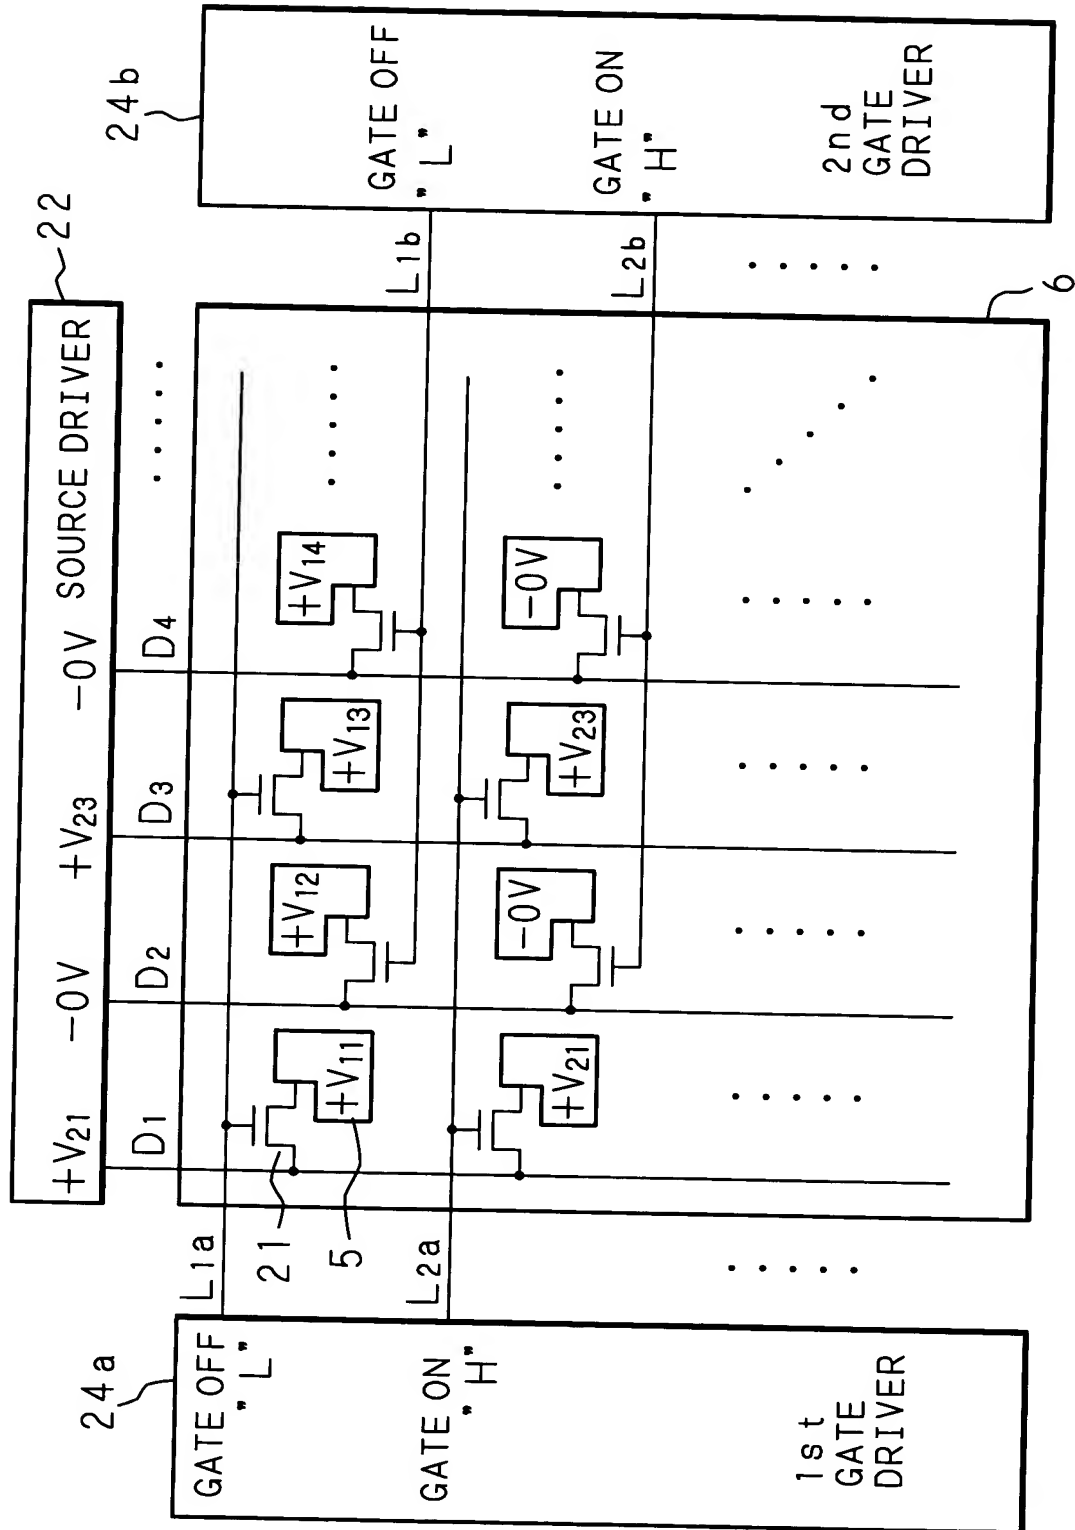 24a
GATE OFF
" L "
GATE ON
" H "
1st
GATE
DRIVER
22
+V21 -0V +V23 -0V SOURCE DRIVER
D1 D2 D3 D4
L1a
L2a
21
5
+V11
+V12
+V13
+V14
+V21
-0V
+V23
-0V
L1b
L2b
6
24b
GATE OFF
" L "
GATE ON
" H "
2nd
GATE
DRIVER